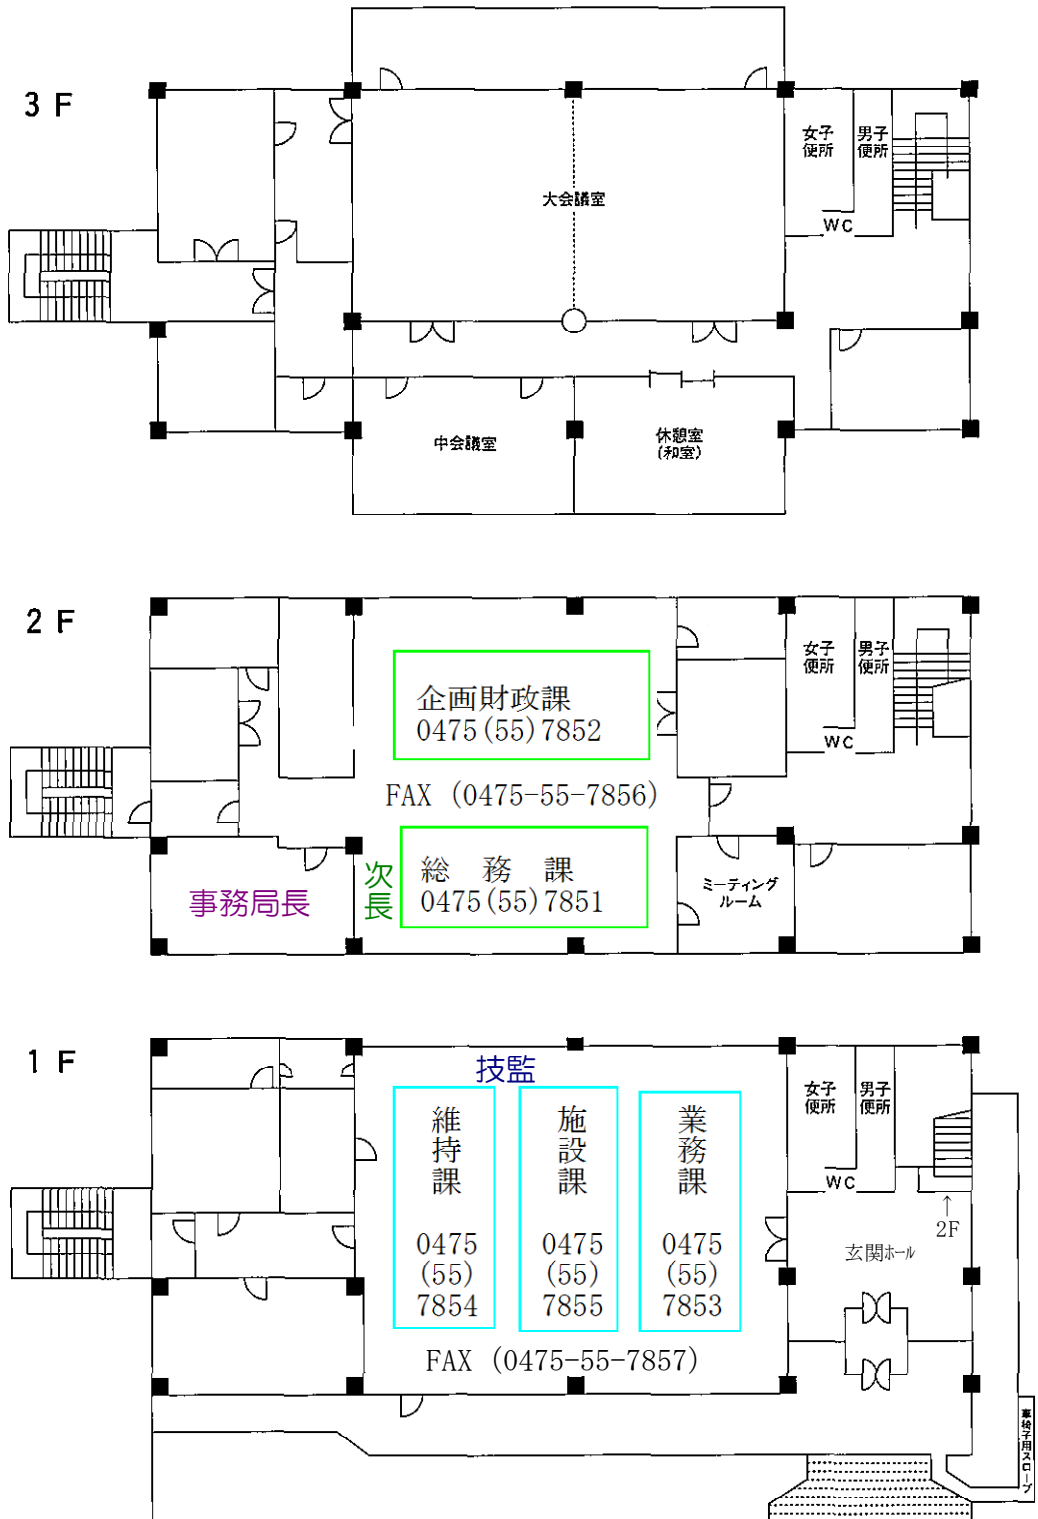 3 F
女子
便所
男子
便所
大会議室
WC
中会議室
休憩室
(和室)
2 F
女子
便所
男子
便所
企画財政課
0475(55)7852
WC
FAX (0475-55-7856)
次長
総 務 課
0475(55)7851
事務局長
ミーティング
ルーム
1 F
技監
女子
便所
男子
便所
維持課
0475
(55)
7854
施設課
0475
(55)
7855
業務課
0475
(55)
7853
WC
↑
2F
玄関ホール
FAX (0475-55-7857)
車椅子用スロープ